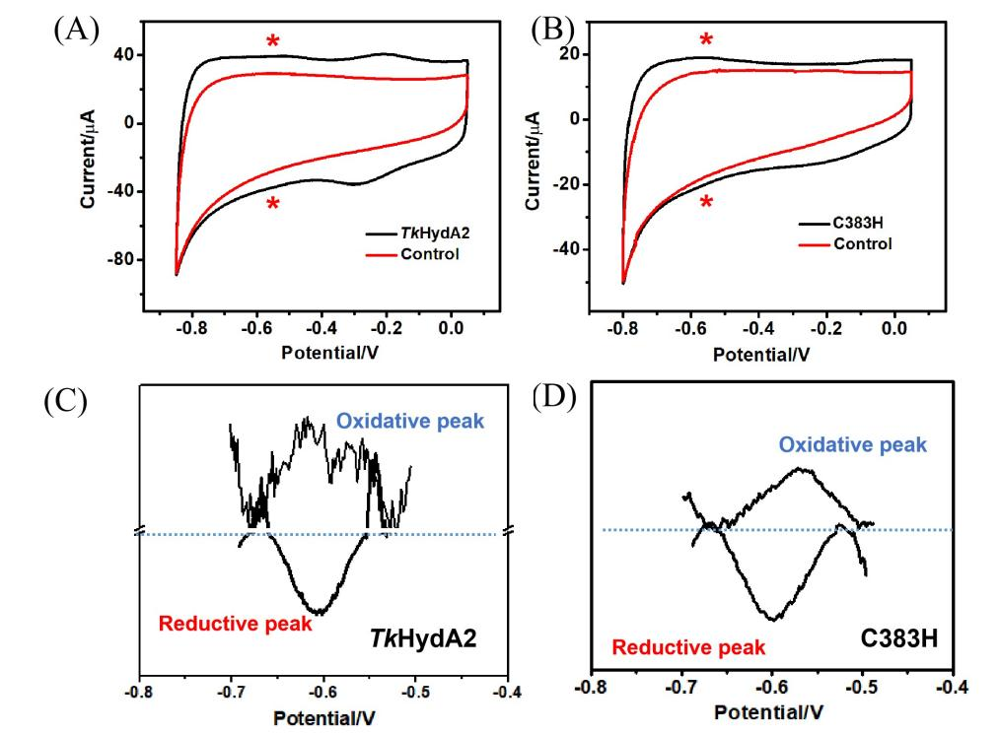 (A)
*
40
0
-40
-80
Current/μA
*
TkHydA2
Control
-0.8 -0.6 -0.4 -0.2 0.0
Potential/V
(B)
*
20
0
-20
-40
Current/μA
*
C383H
Control
-0.8 -0.6 -0.4 -0.2 0.0
Potential/V
(C)
Oxidative peak
Reductive peak
TkHydA2
-0.8 -0.7 -0.6 -0.5 -0.4
Potential/V
(D)
Oxidative peak
Reductive peak
C383H
-0.8 -0.7 -0.6 -0.5 -0.4
Potential/V